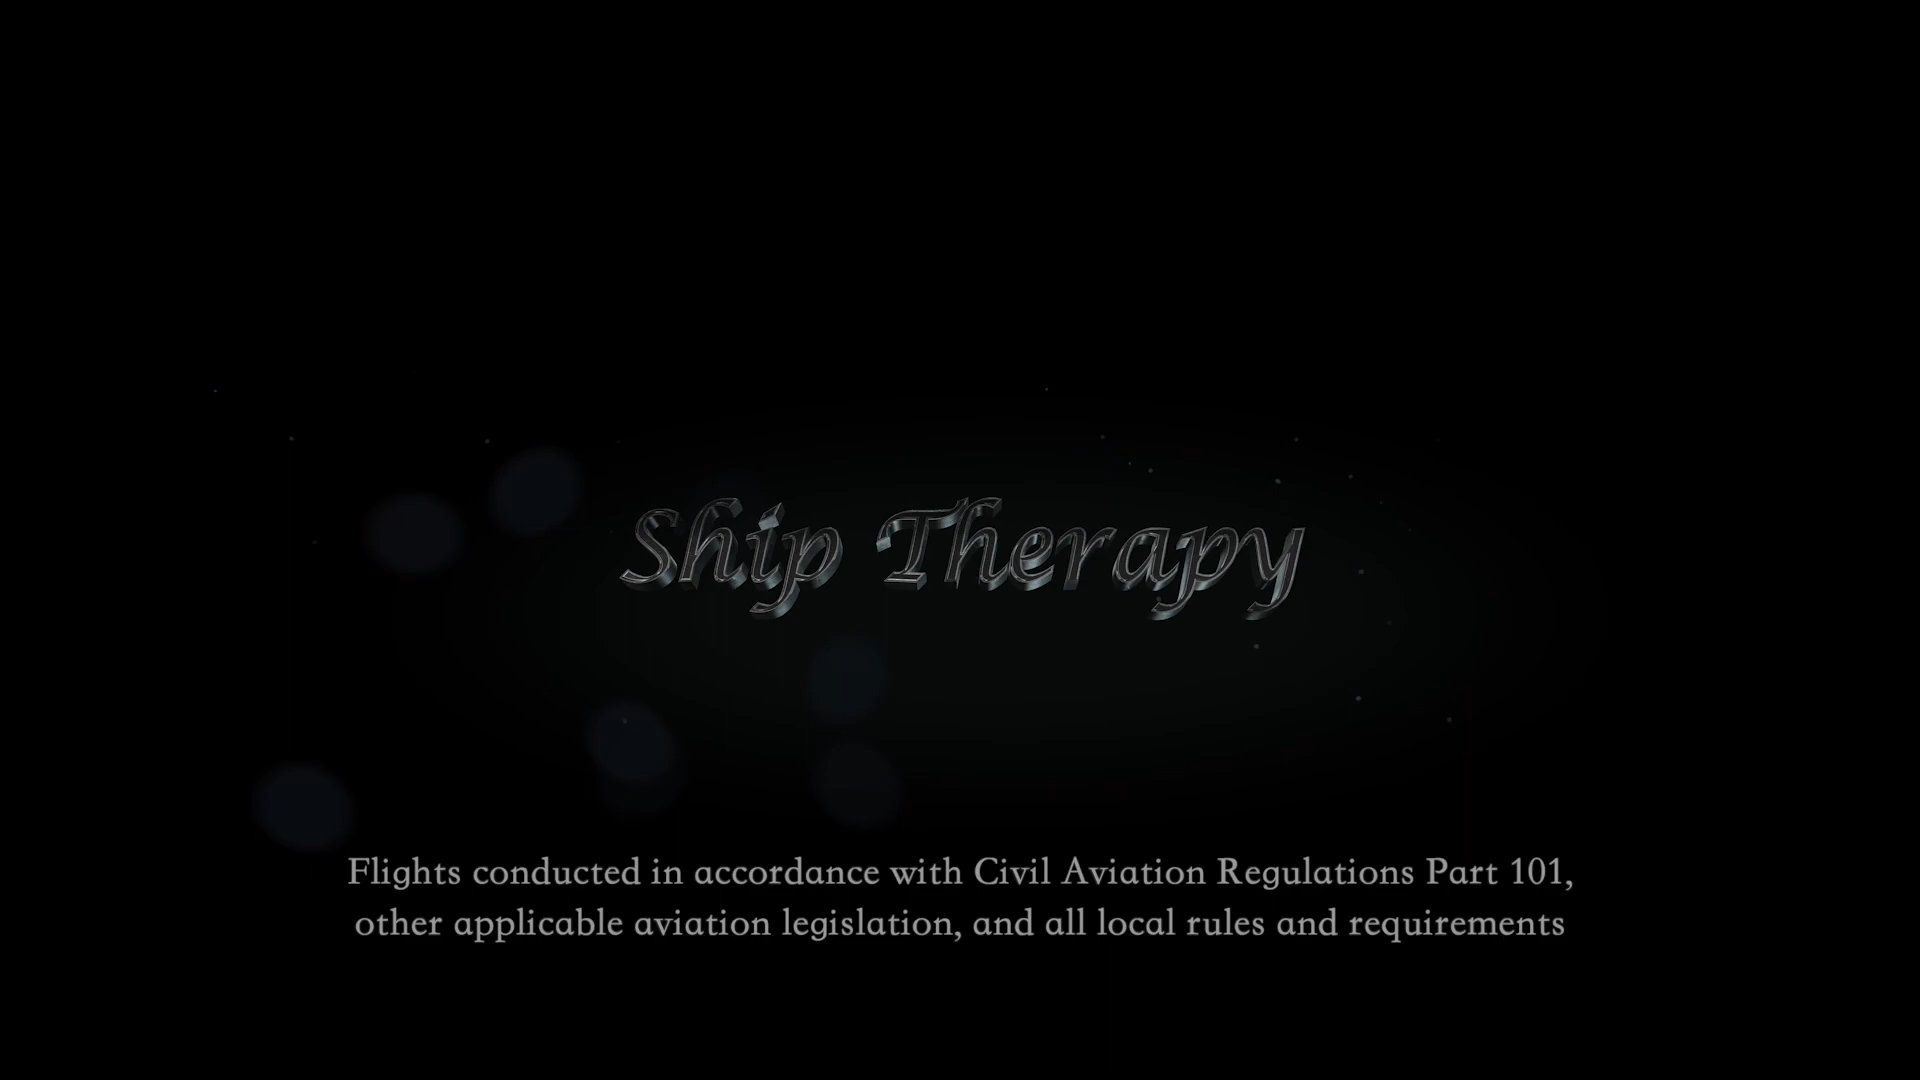 Ship Therapy
Flights conducted in accordance with Civil Aviation Regulations Part 101,
other applicable aviation legislation, and all local rules and requirements